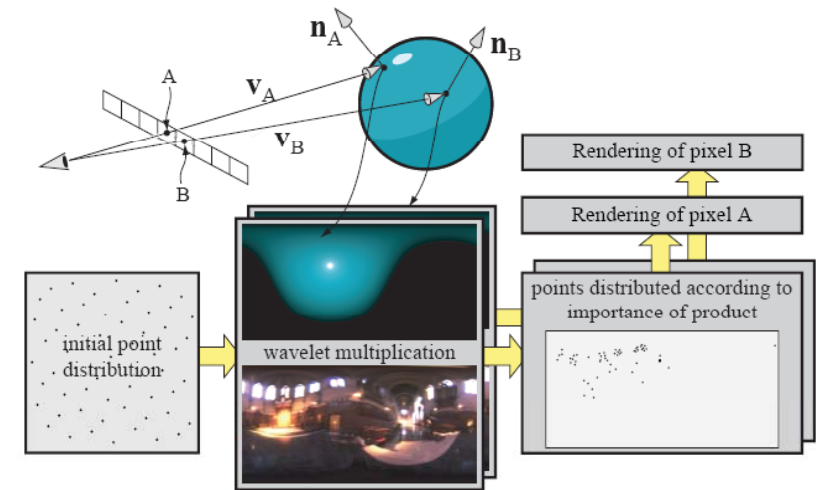 n_A
n_B
A
v_A
v_B
B
Rendering of pixel B
Rendering of pixel A
points distributed according to
importance of product
initial point
distribution
wavelet multiplication